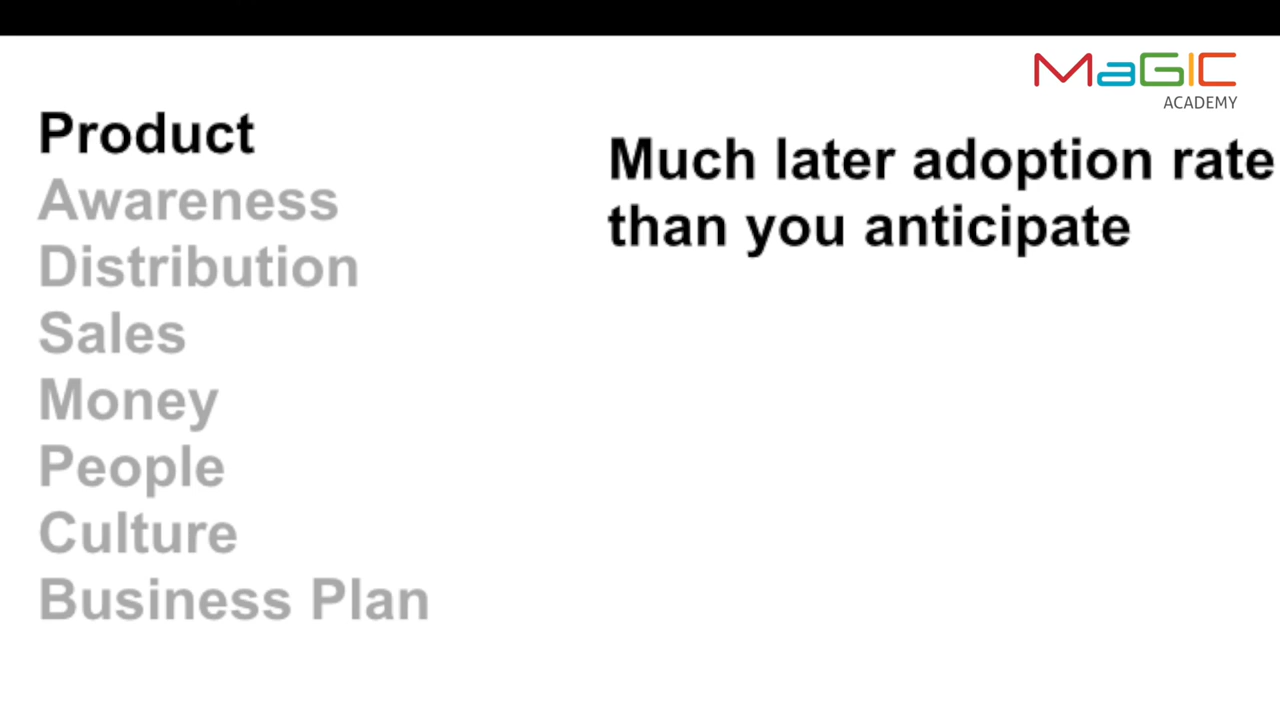 MaGIC
ACADEMY
Product
Awareness
Distribution
Sales
Money
People
Culture
Business Plan
Much later adoption rate
than you anticipate